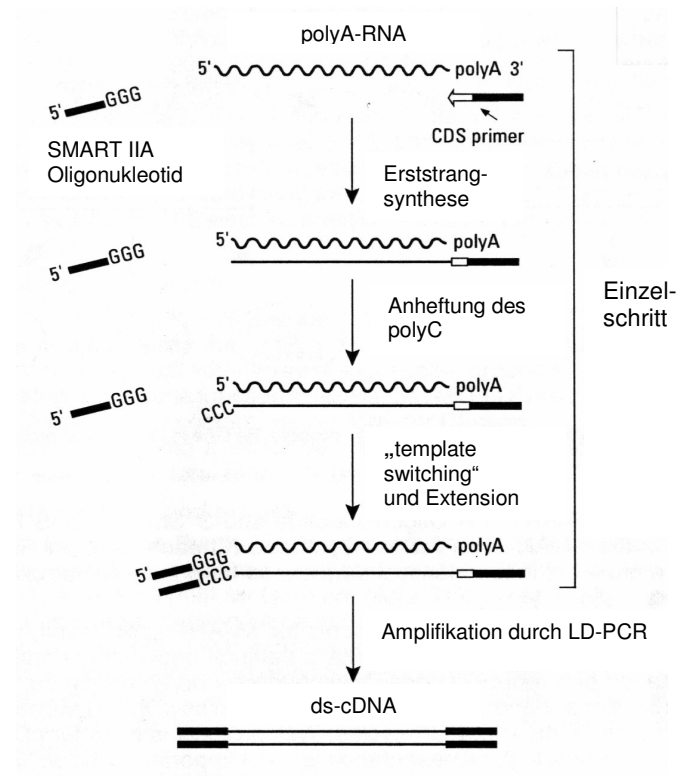 polyA-RNA
5' polyA 3'
5' GGG
CDS primer
SMART IIA
Oligonukleotid
Erststrang-
synthese
5' polyA
5' GGG
Einzel-
schritt
Anheftung des
polyC
5' polyA
5' GGG
CCC
„template
switching“
und Extension
polyA
5' GGG
CCC
Amplifikation durch LD-PCR
ds-cDNA